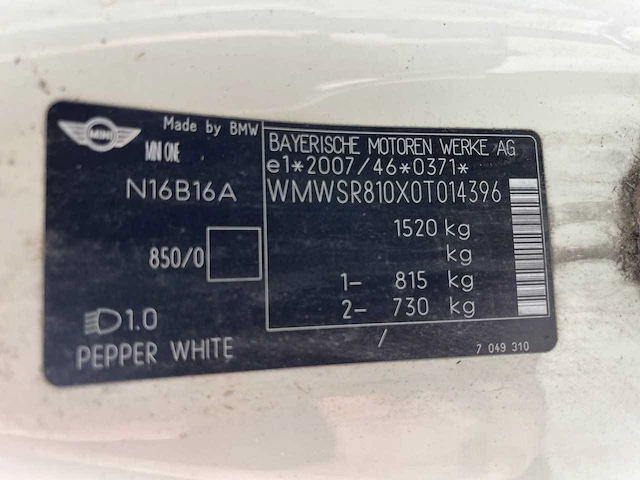 MINI
Made by BMW
MINI ONE
N16B16A
850/0
1.0
PEPPER WHITE
BAYERISCHE MOTOREN WERKE AG
e1*2007/46*0371*
WMWSR810X0T014396
1520 kg
kg
1- 815 kg
2- 730 kg
/
7 049 310